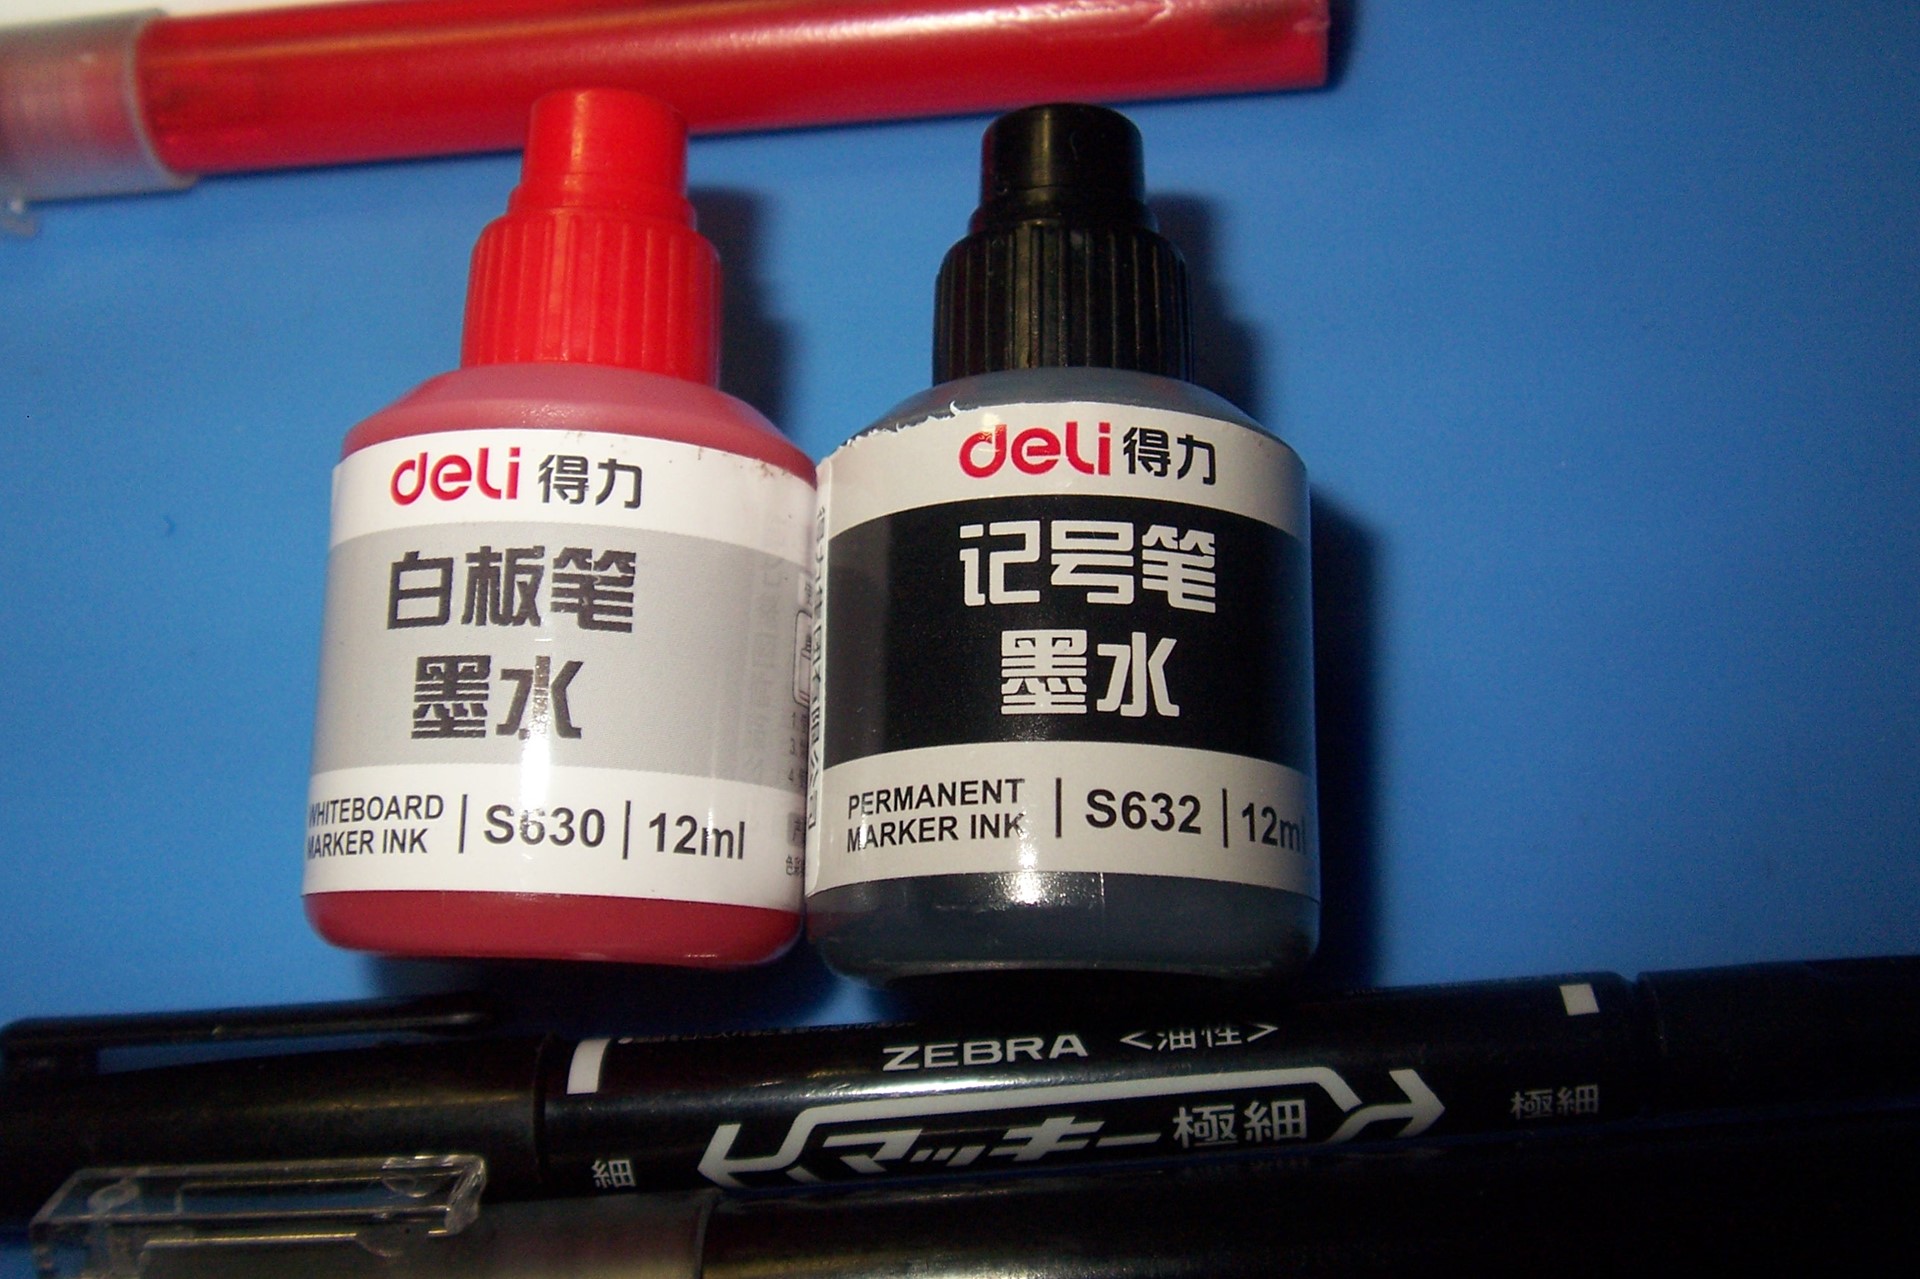 deli 得力
白板笔
墨水
WHITEBOARD
MARKER INK
S630
12ml
deli 得力
记号笔
墨水
PERMANENT
MARKER INK
S632
12ml
ZEBRA <油性>
マッキー極細
細
極細